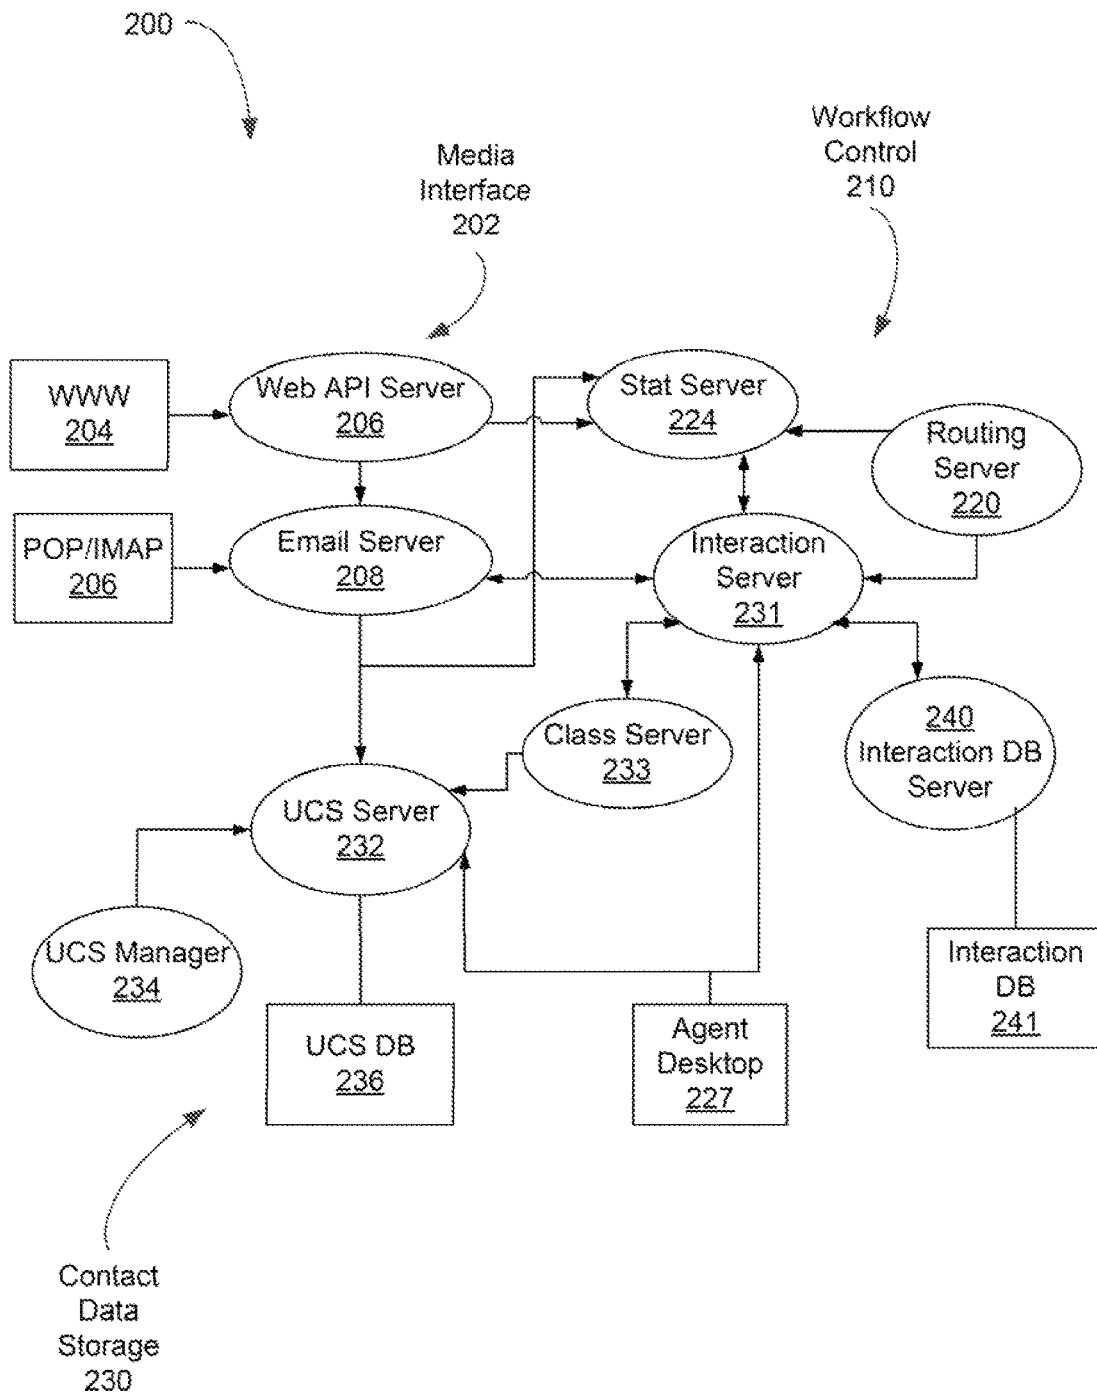 200
Media
Interface
202
Workflow
Control
210
WWW
204
Web API Server
206
Stat Server
224
Routing
Server
220
POP/IMAP
206
Email Server
208
Interaction
Server
231
Class Server
233
240
Interaction DB
Server
UCS Server
232
UCS Manager
234
UCS DB
236
Agent
Desktop
227
Interaction
DB
241
Contact
Data
Storage
230